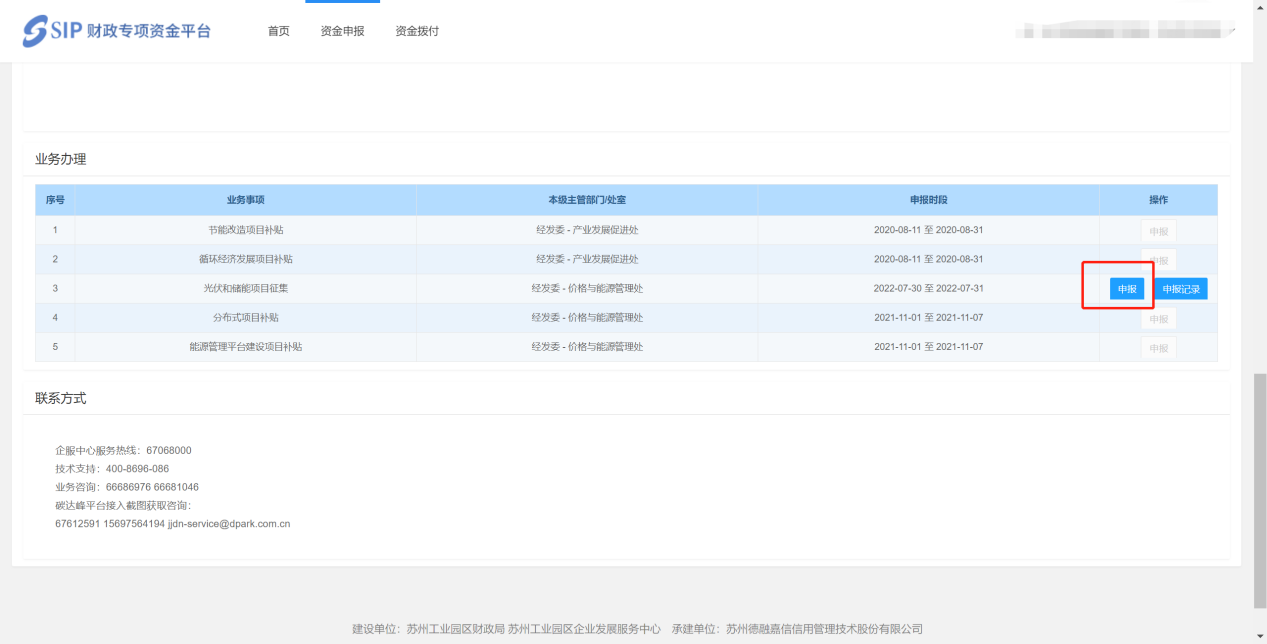 SIP 财政专项资金平台 首页 资金申报 资金拨付
业务办理
序号 业务事项 本级主管部门/处室 申报时段 操作
1 节能改造项目补贴 经发委 - 产业发展促进处 2020-08-11 至 2020-08-31 申报
2 循环经济发展项目补贴 经发委 - 产业发展促进处 2020-08-11 至 2020-08-31 申报
3 光伏和储能项目征集 经发委 - 价格与能源管理处 2022-07-30 至 2022-07-31 申报 申报记录
4 分布式项目补贴 经发委 - 价格与能源管理处 2021-11-01 至 2021-11-07 申报
5 能源管理平台建设项目补贴 经发委 - 价格与能源管理处 2021-11-01 至 2021-11-07 申报
联系方式
企服中心服务热线：67068000
技术支持：400-8696-086
业务咨询：66686976 66681046
碳达峰平台接入截图获取咨询：
67612591 15697564194 jjdn-service@dpark.com.cn
建设单位：苏州工业园区财政局 苏州工业园区企业发展服务中心 承建单位：苏州德融嘉信信用管理技术股份有限公司